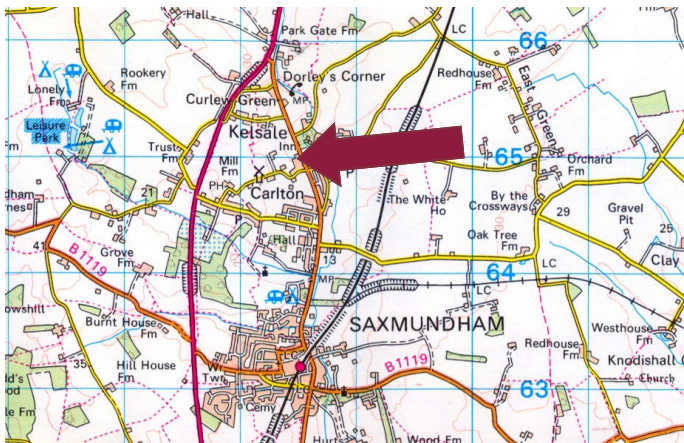 Hall
Park Gate Fm
LC
66
Rookery
Fm
Dorley's Corner
Redhouse
Fm
East
Green
Lonely
Fm
Curlew Green
MP
Leisure
Park
Kelsale
Inn
Trust
Fm
Mill
Fm
65
Orchard
Fm
Carlton
PH
P
21
The White
Ho
By the
Crossways
29
Gravel
Pit
Oak Tree
Fm
25
Hall
41
B 1119
Grove
Fm
13
64
LC
Clay
MP
LC
Burnt House
Fm
SAXMUNDHAM
Westhouse
Fm
Redhouse
Fm
Knodishall
Church
35
Hill House
Fm
Wr
Twr
B1119
63
Cemy
Wood Fm